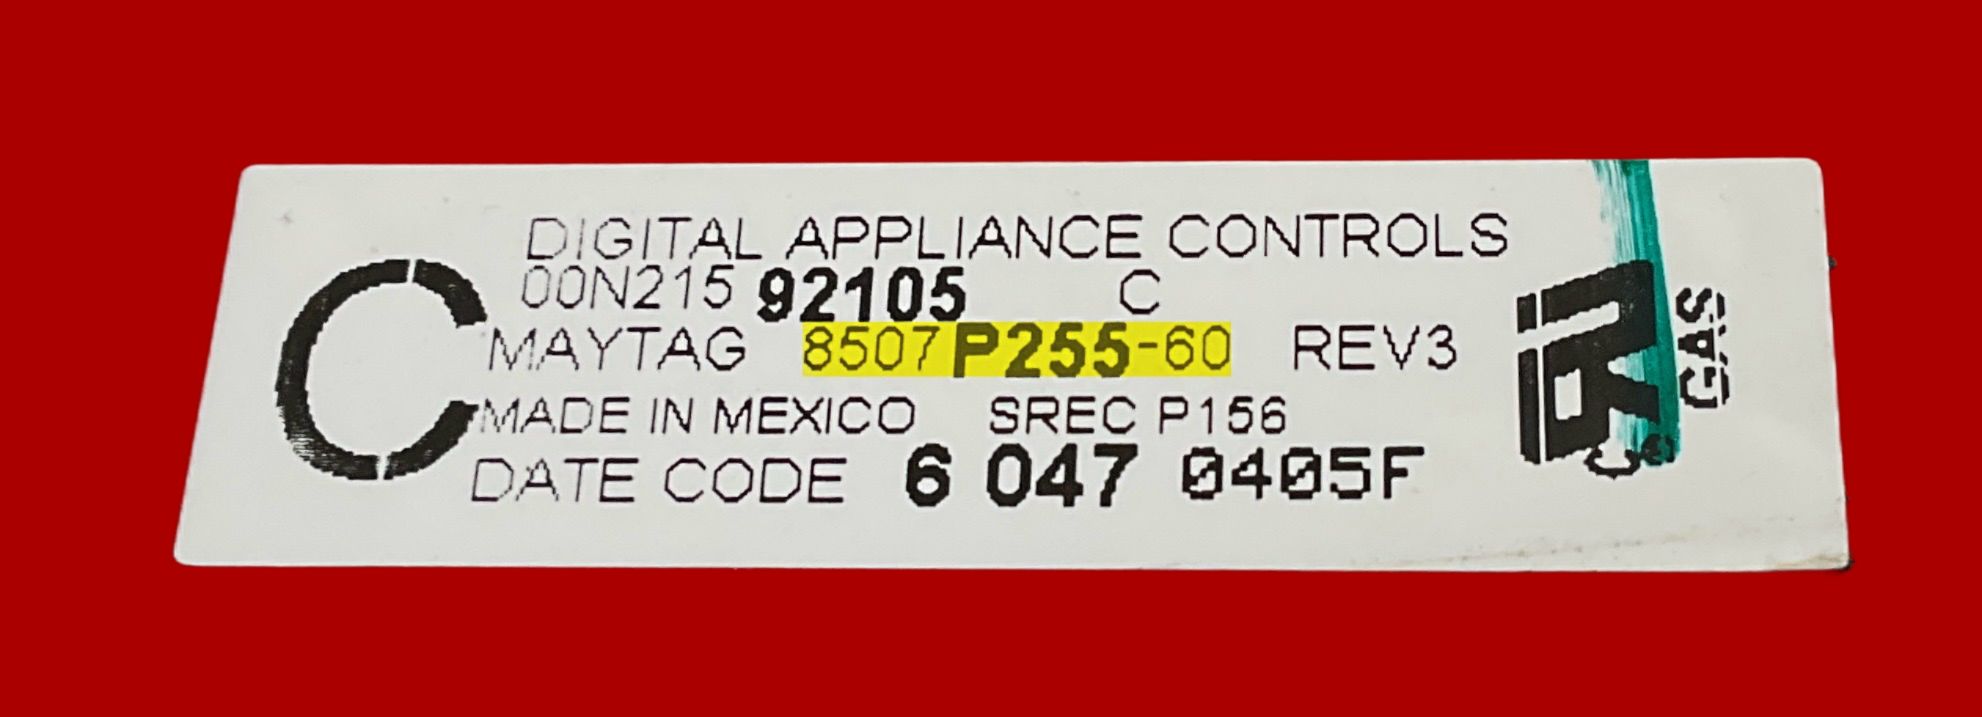 DIGITAL APPLIANCE CONTROLS
00N215 92105 C
MAYTAG 8507P255-60 REV3
MADE IN MEXICO SREC P156
DATE CODE 6 047 0405F
C
GAS